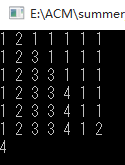 E:\ACM\summer
1 2 1 1 1 1 1
1 2 3 1 1 1 1
1 2 3 3 1 1 1
1 2 3 3 4 1 1
1 2 3 3 4 1 1
1 2 3 3 4 1 2
4